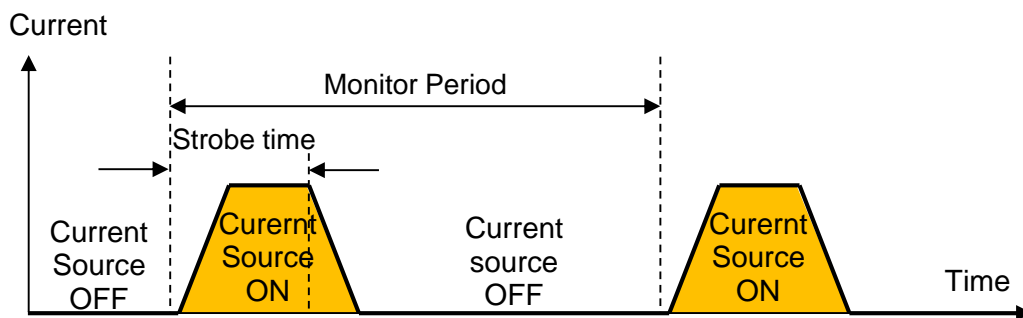 Current
Monitor Period
Strobe time
Current
Source
OFF
Curernt
Source
ON
Current
source
OFF
Curernt
Source
ON
Time